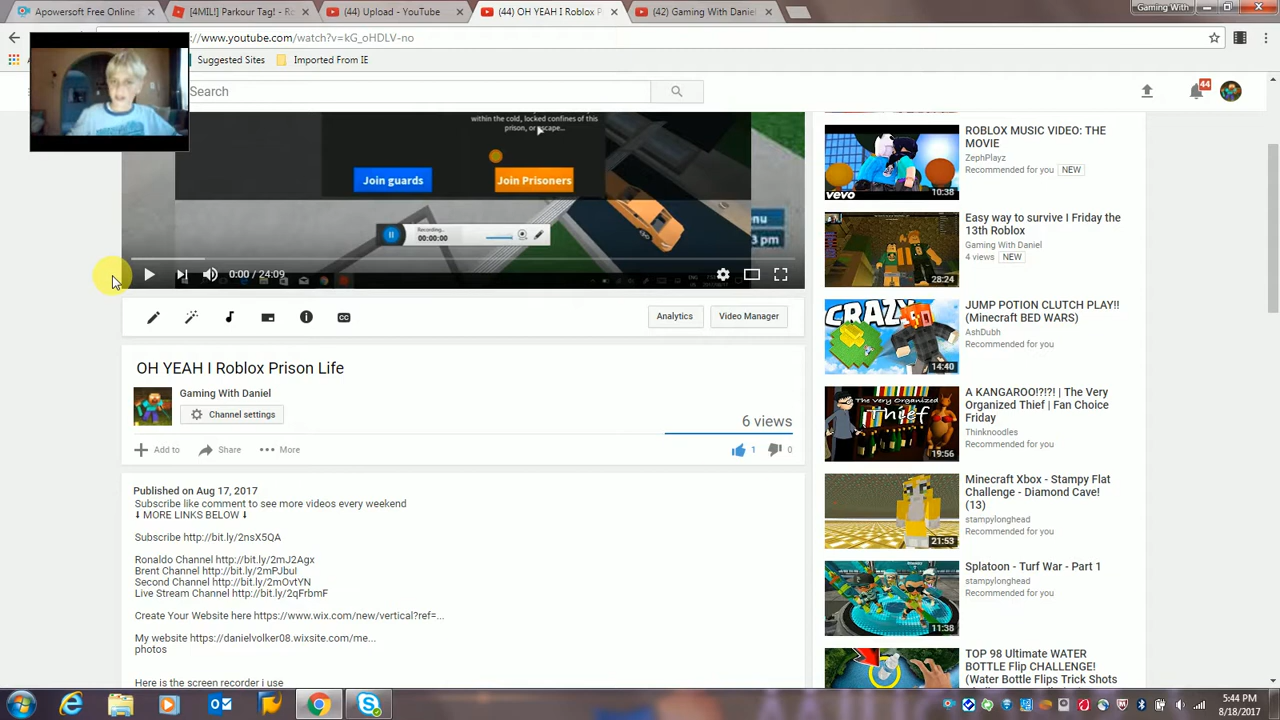 Apowersoft Free Online
[4MIL!] Parkour Tag! - R
(44) Upload - YouTube
(44) OH YEAH I Roblox P
(42) Gaming With Daniel
Gaming With
www.youtube.com/watch?v=kG_oHDLV-no
Suggested Sites
Imported From IE
Search
44
within the cold, locked confines of this
prison, or escape...
Join guards
Join Prisoners
Recording...
00:00:00
enu
3 pm
0:00 / 24:09
Analytics
Video Manager
OH YEAH I Roblox Prison Life
Gaming With Daniel
Channel settings
6 views
Add to
Share
More
1
0
Published on Aug 17, 2017
Subscribe like comment to see more videos every weekend
⬇ MORE LINKS BELOW ⬇
Subscribe http://bit.ly/2nsX5QA
Ronaldo Channel http://bit.ly/2mJ2Agx
Brent Channel http://bit.ly/2mPJbuI
Second Channel http://bit.ly/2mOvtYN
Live Stream Channel http://bit.ly/2qFrbmF
Create Your Website here https://www.wix.com/new/vertical?ref=...
My website https://danielvolker08.wixsite.com/me...
photos
Here is the screen recorder i use
ROBLOX MUSIC VIDEO: THE
MOVIE
ZephPlayz
Recommended for you NEW
vevo
10:38
Easy way to survive I Friday the
13th Roblox
Gaming With Daniel
4 views NEW
28:24
JUMP POTION CLUTCH PLAY!!
(Minecraft BED WARS)
AshDubh
Recommended for you
CRAZY
14:40
A KANGAROO!?!?! | The Very
Organized Thief | Fan Choice
Friday
Thinknoodles
Recommended for you
The Very Organized
Thief
19:56
Minecraft Xbox - Stampy Flat
Challenge - Diamond Cave!
(13)
stampylonghead
Recommended for you
21:53
Splatoon - Turf War - Part 1
stampylonghead
Recommended for you
11:38
TOP 98 Ultimate WATER
BOTTLE Flip CHALLENGE!
(Water Bottle Flips Trick Shots
5:44 PM
8/18/2017